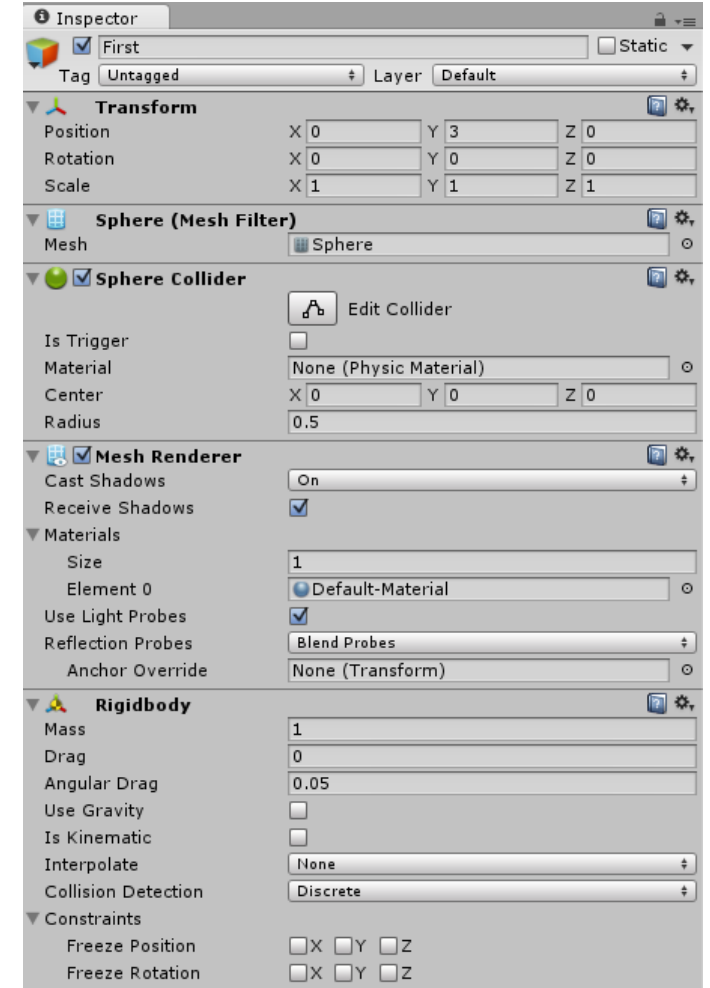 Inspector
First Static
Tag Untagged Layer Default
Transform
Position X 0 Y 3 Z 0
Rotation X 0 Y 0 Z 0
Scale X 1 Y 1 Z 1
Sphere (Mesh Filter)
Mesh Sphere
Sphere Collider
Edit Collider
Is Trigger
Material None (Physic Material)
Center X 0 Y 0 Z 0
Radius 0.5
Mesh Renderer
Cast Shadows On
Receive Shadows
Materials
Size 1
Element 0 Default-Material
Use Light Probes
Reflection Probes Blend Probes
Anchor Override None (Transform)
Rigidbody
Mass 1
Drag 0
Angular Drag 0.05
Use Gravity
Is Kinematic
Interpolate None
Collision Detection Discrete
Constraints
Freeze Position X Y Z
Freeze Rotation X Y Z